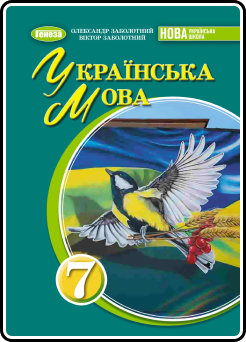 Генеза
ОЛЕКСАНДР ЗАБОЛОТНИЙ
ВІКТОР ЗАБОЛОТНИЙ
НОВА УКРАЇНСЬКА
ШКОЛА
УКРАЇНСЬКА
МОВА
7